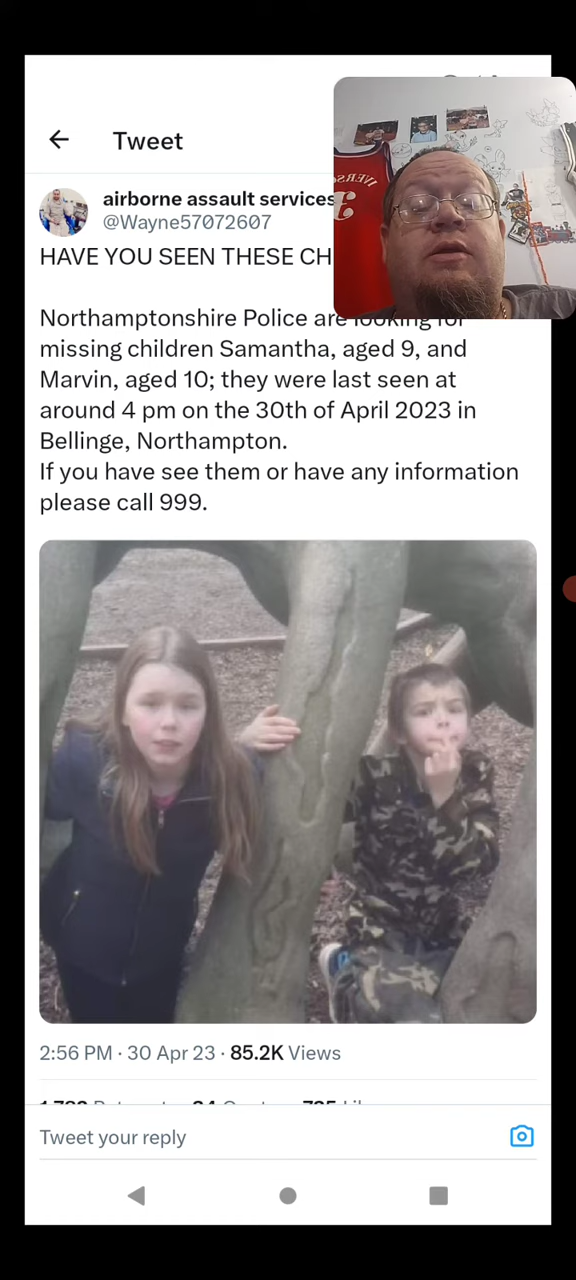 Tweet
airborne assault services
@Wayne57072607
HAVE YOU SEEN THESE CH
Northamptonshire Police are looking for
missing children Samantha, aged 9, and
Marvin, aged 10; they were last seen at
around 4 pm on the 30th of April 2023 in
Bellinge, Northampton.
If you have see them or have any information
please call 999.
2:56 PM · 30 Apr 23 · 85.2K Views
Tweet your reply